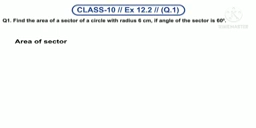 CLASS-10 // Ex 12.2 // (Q.1)
Q1. Find the area of a sector of a circle with radius 6 cm, if angle of the sector is 60⁰.
Area of sector